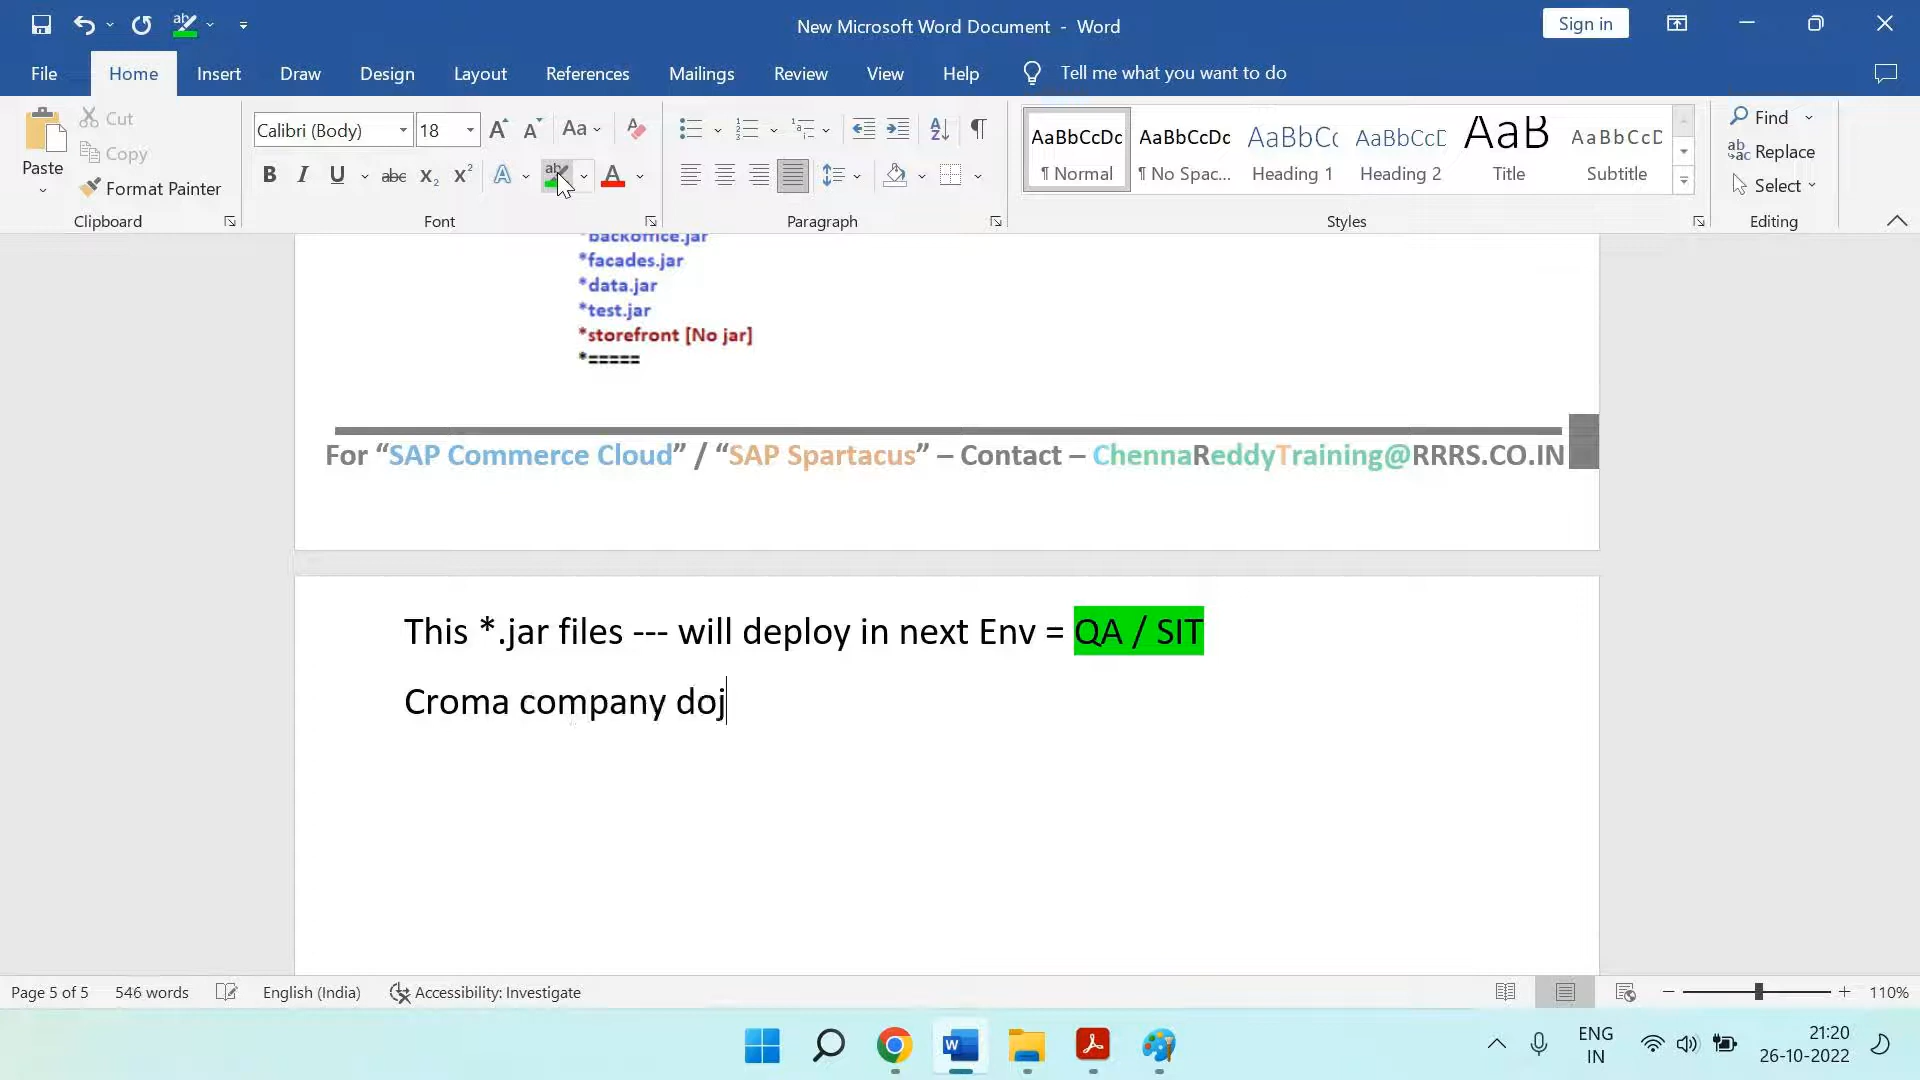 New Microsoft Word Document - Word
Sign in
File
Home
Insert
Draw
Design
Layout
References
Mailings
Review
View
Help
Tell me what you want to do
Paste
Cut
Copy
Format Painter
Clipboard
Calibri (Body)
18
Font
Paragraph
AaBbCcDc
¶ Normal
AaBbCcDc
¶ No Spac...
AaBbCc
Heading 1
AaBbCcD
Heading 2
AaB
Title
AaBbCcD
Subtitle
Styles
Find
Replace
Select
Editing
*backoffice.jar
*facades.jar
*data.jar
*test.jar
*storefront [No jar]
*=====
For “SAP Commerce Cloud” / “SAP Spartacus” – Contact – ChennaReddyTraining@RRRS.CO.IN
This *.jar files --- will deploy in next Env = QA / SIT
Croma company doj
Page 5 of 5
546 words
English (India)
Accessibility: Investigate
110%
ENG
IN
21:20
26-10-2022